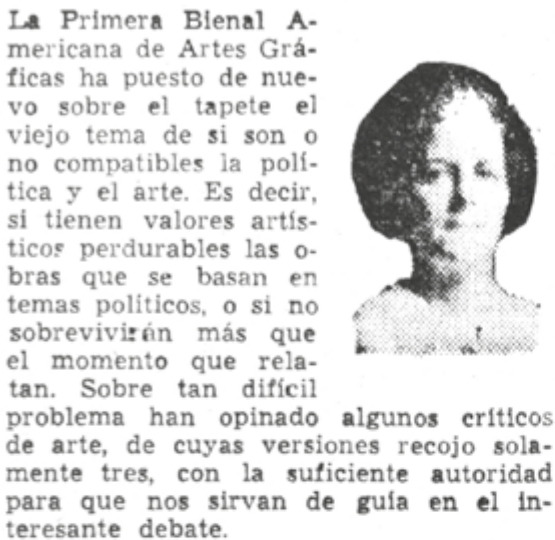 La Primera Bienal A-
mericana de Artes Grá-
ficas ha puesto de nue-
vo sobre el tapete el
viejo tema de si son o
no compatibles la polí-
tica y el arte. Es decir,
si tienen valores artís-
ticos perdurables las o-
bras que se basan en
temas políticos, o si no
sobrevivirán más que
el momento que rela-
tan. Sobre tan difícil
problema han opinado algunos críticos
de arte, de cuyas versiones recojo sola-
mente tres, con la suficiente autoridad
para que nos sirvan de guía en el in-
teresante debate.